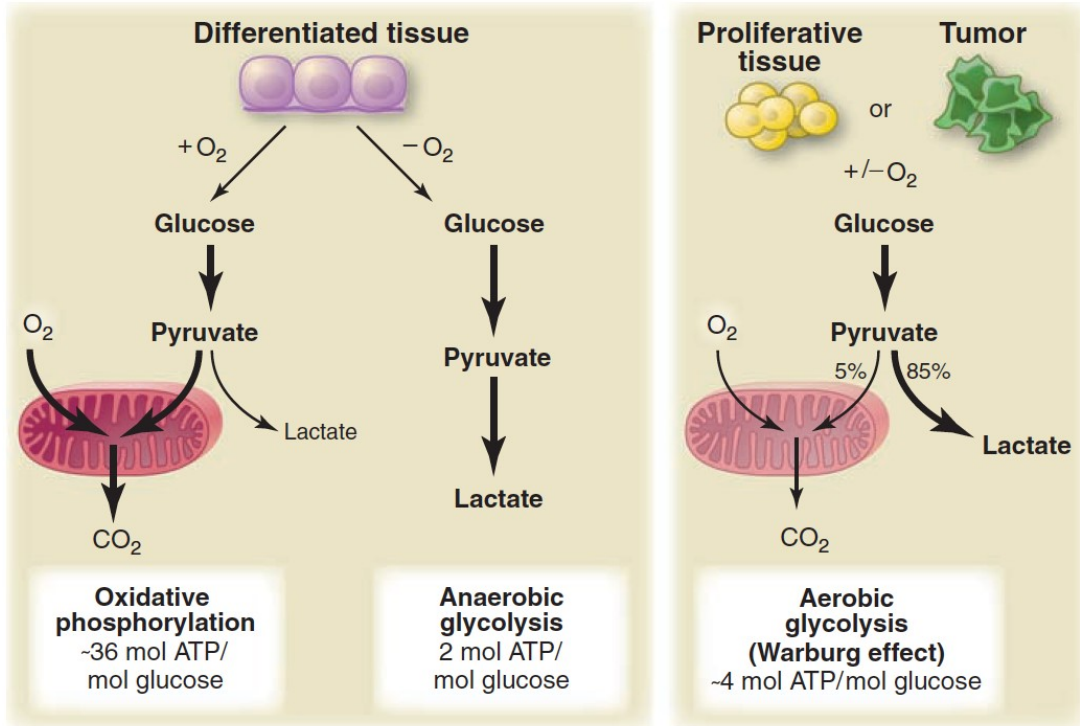 Differentiated tissue
+O₂
−O₂
Glucose
Glucose
O₂
Pyruvate
Pyruvate
Lactate
Lactate
CO₂
Oxidative
phosphorylation
~36 mol ATP/
mol glucose
Anaerobic
glycolysis
2 mol ATP/
mol glucose
Proliferative
tissue
or
Tumor
+/−O₂
Glucose
O₂
Pyruvate
5%
85%
Lactate
CO₂
Aerobic
glycolysis
(Warburg effect)
~4 mol ATP/mol glucose